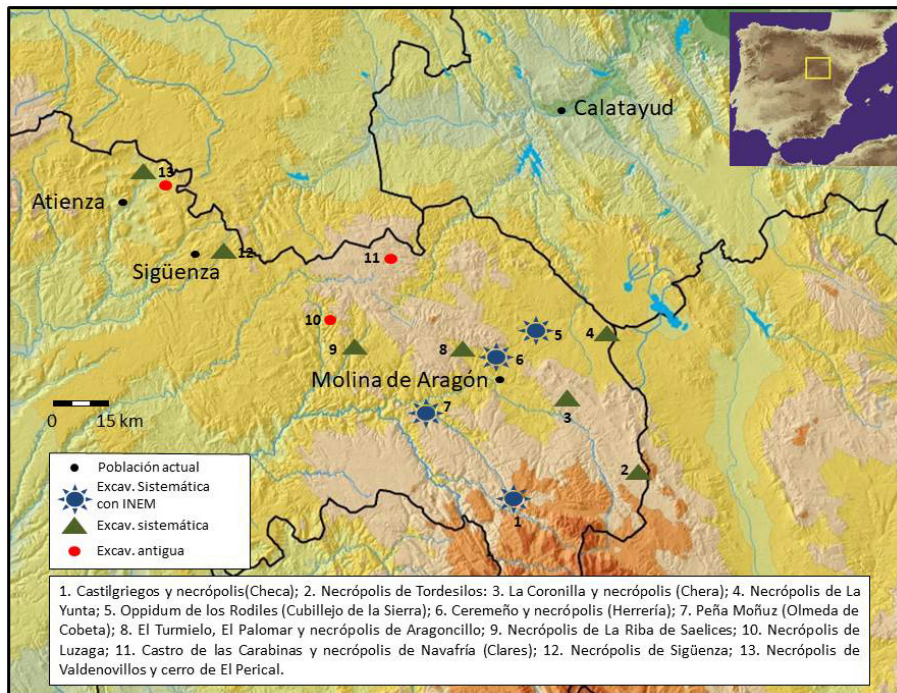 Calatayud
13
Atienza
12
Sigüenza
11
10
5
4
9
8
6
Molina de Aragón
3
7
0 15 km
2
1
Población actual
Excav. Sistemática
con INEM
Excav. sistemática
Excav. antigua
1. Castilgriegos y necrópolis(Checa); 2. Necrópolis de Tordesilos: 3. La Coronilla y necrópolis (Chera); 4. Necrópolis de La
Yunta; 5. Oppidum de los Rodiles (Cubillejo de la Sierra); 6. Ceremeño y necrópolis (Herrería); 7. Peña Moñuz (Olmeda de
Cobeta); 8. El Turmielo, El Palomar y necrópolis de Aragoncillo; 9. Necrópolis de La Riba de Saelices; 10. Necrópolis de
Luzaga; 11. Castro de las Carabinas y necrópolis de Navafría (Clares); 12. Necrópolis de Sigüenza; 13. Necrópolis de
Valdenovillos y cerro de El Perical.